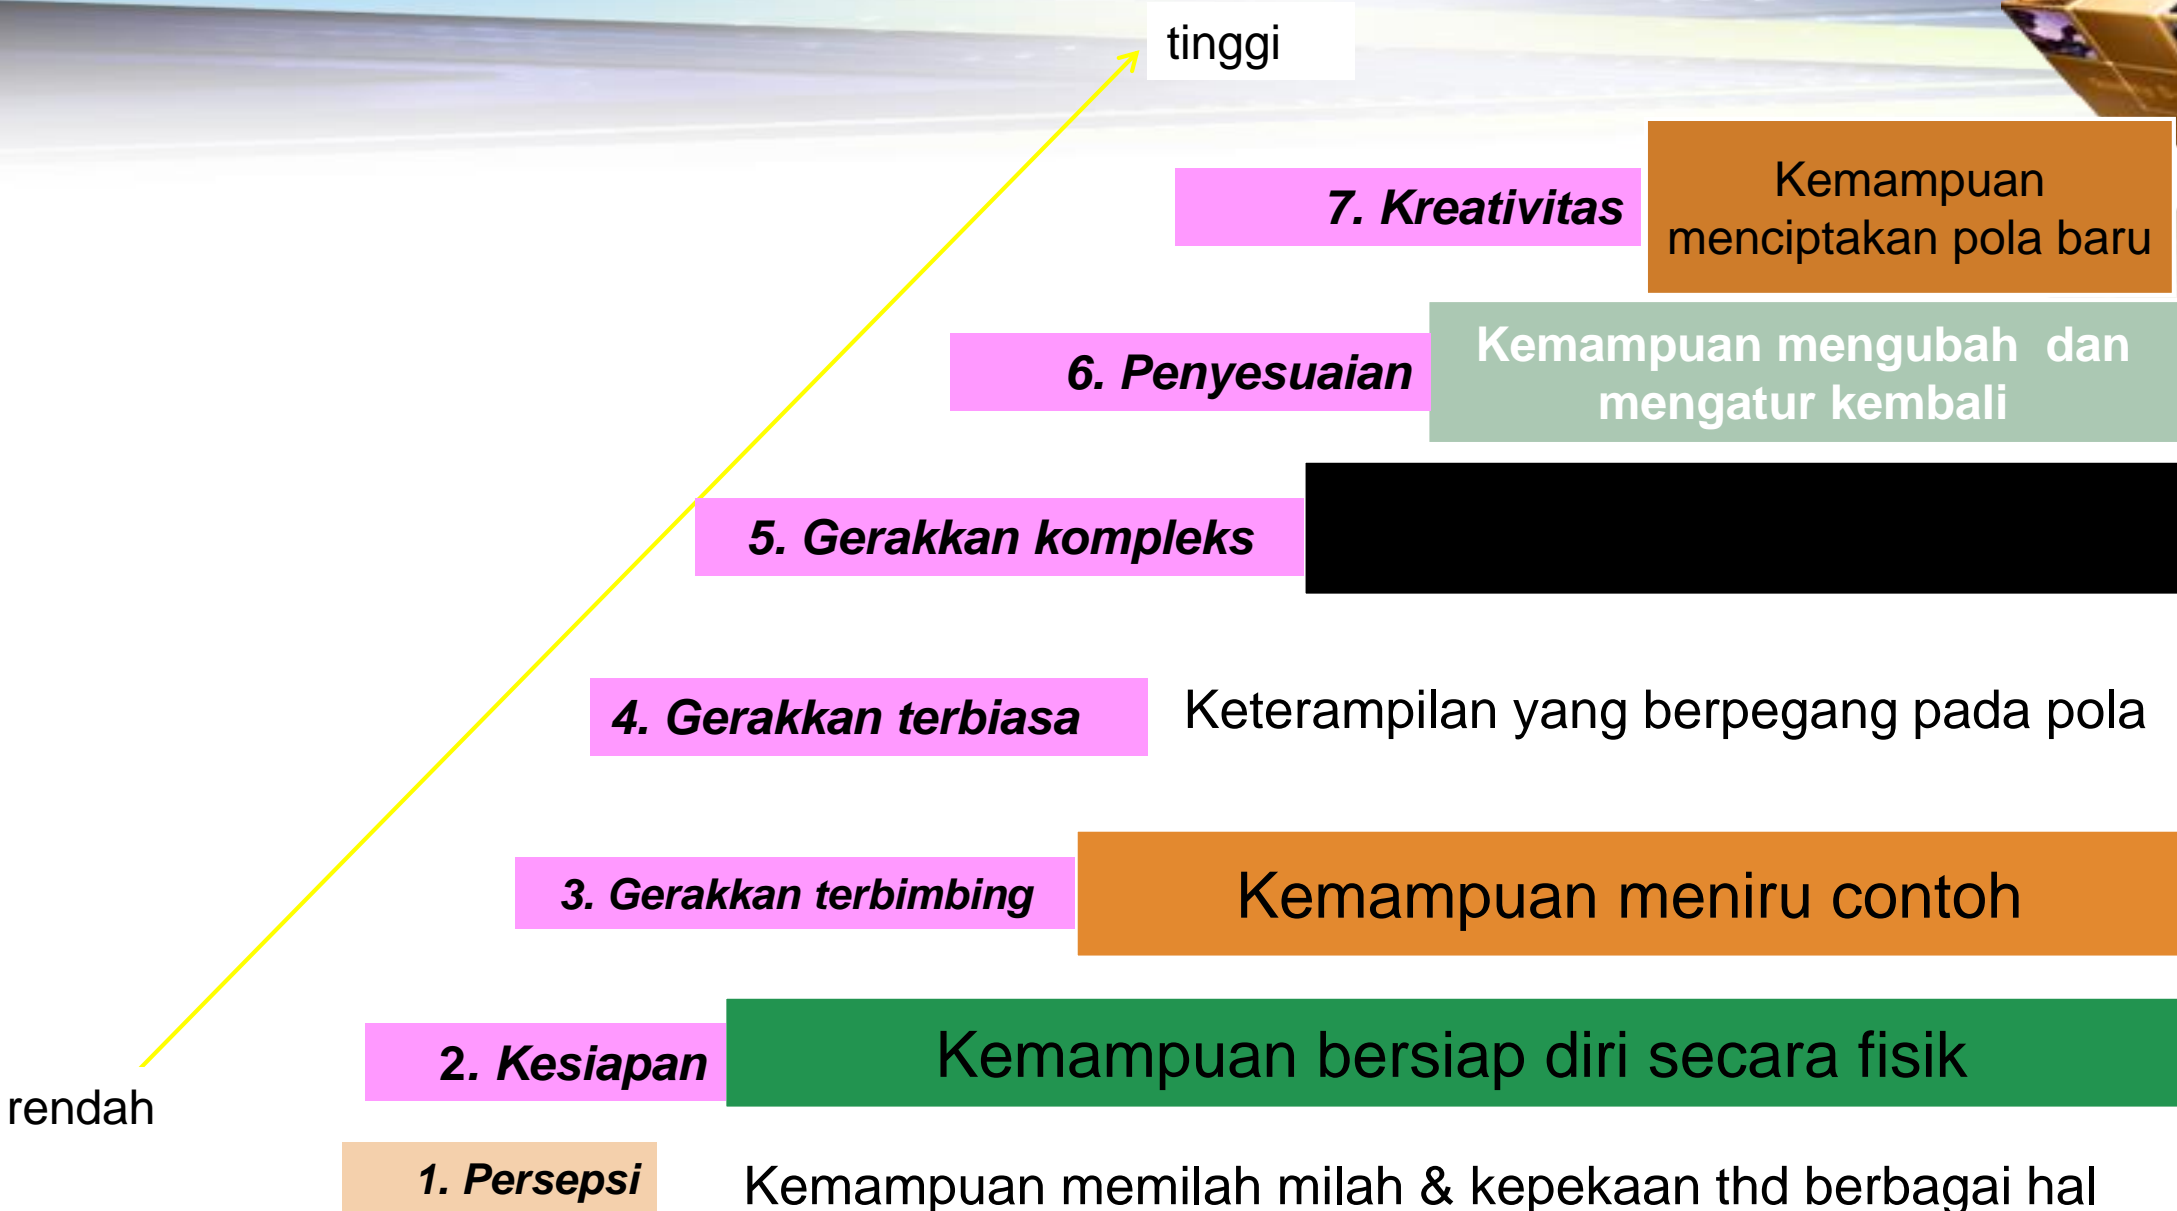 tinggi
7. Kreativitas
Kemampuan
menciptakan pola baru
6. Penyesuaian
Kemampuan mengubah  dan
mengatur kembali
5. Gerakkan kompleks
4. Gerakkan terbiasa
Keterampilan yang berpegang pada pola
3. Gerakkan terbimbing
Kemampuan meniru contoh
2. Kesiapan
Kemampuan bersiap diri secara fisik
rendah
1. Persepsi
Kemampuan memilah milah & kepekaan thd berbagai hal